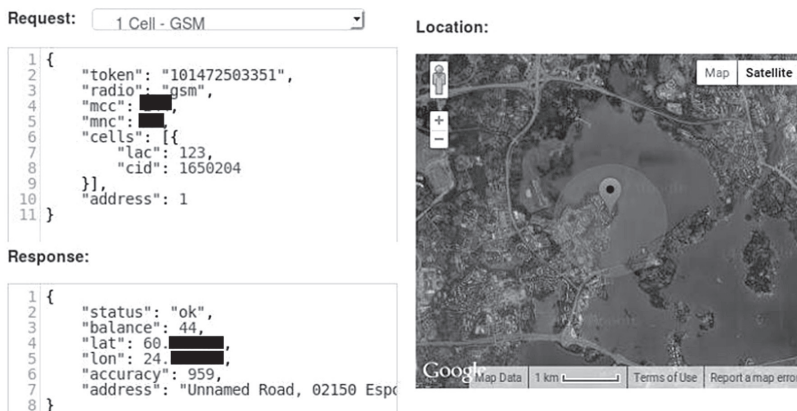 Request: 1 Cell - GSM
1 {
2 "token": "101472503351",
3 "radio": "gsm",
4 "mcc": ,
5 "mnc":
6 "cells": [{
7 "lac": 123,
8 "cid": 1650204
9 }],
10 "address": 1
11 }
Response:
1 {
2 "status": "ok",
3 "balance": 44,
4 "lat": 60. ,
5 "lon": 24. ,
6 "accuracy": 959,
7 "address": "Unnamed Road, 02150 Espo
8 }
Location:
Map Satellite
+
−
Google
Map Data 1 km Terms of Use Report a map error